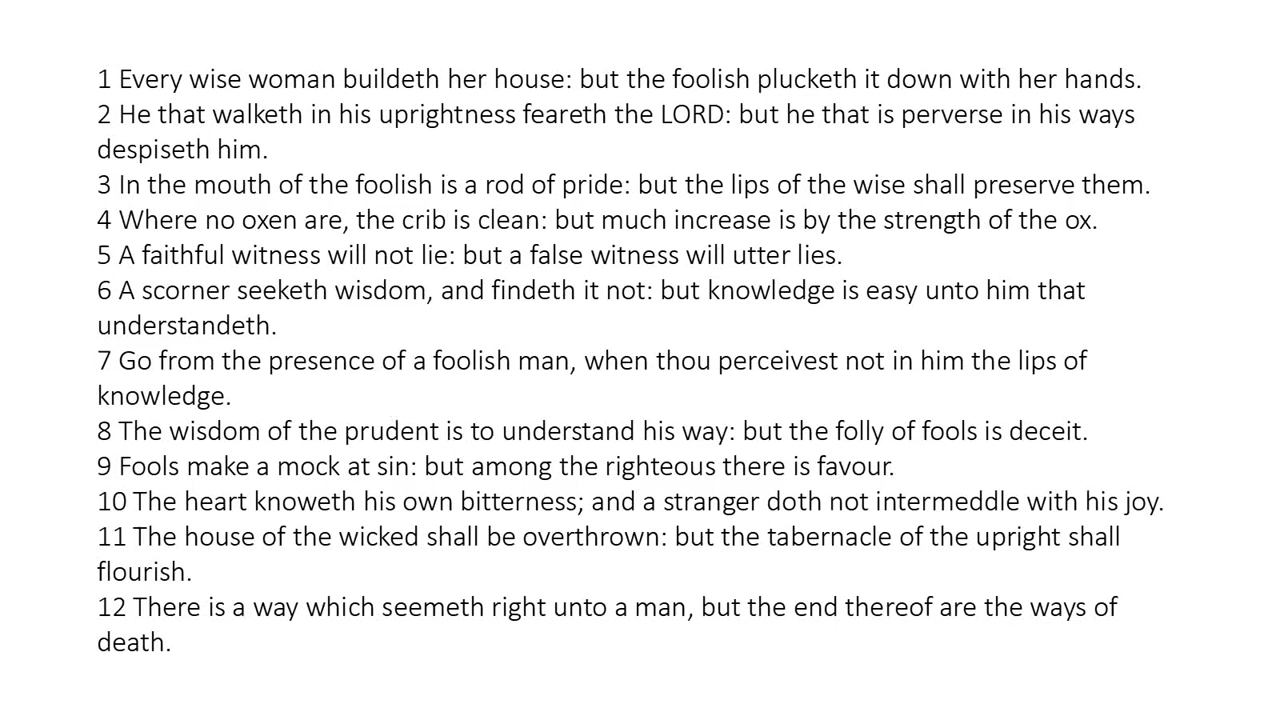 1 Every wise woman buildeth her house: but the foolish plucketh it down with her hands.
2 He that walketh in his uprightness feareth the LORD: but he that is perverse in his ways
despiseth him.
3 In the mouth of the foolish is a rod of pride: but the lips of the wise shall preserve them.
4 Where no oxen are, the crib is clean: but much increase is by the strength of the ox.
5 A faithful witness will not lie: but a false witness will utter lies.
6 A scorner seeketh wisdom, and findeth it not: but knowledge is easy unto him that
understandeth.
7 Go from the presence of a foolish man, when thou perceivest not in him the lips of
knowledge.
8 The wisdom of the prudent is to understand his way: but the folly of fools is deceit.
9 Fools make a mock at sin: but among the righteous there is favour.
10 The heart knoweth his own bitterness; and a stranger doth not intermeddle with his joy.
11 The house of the wicked shall be overthrown: but the tabernacle of the upright shall
flourish.
12 There is a way which seemeth right unto a man, but the end thereof are the ways of
death.